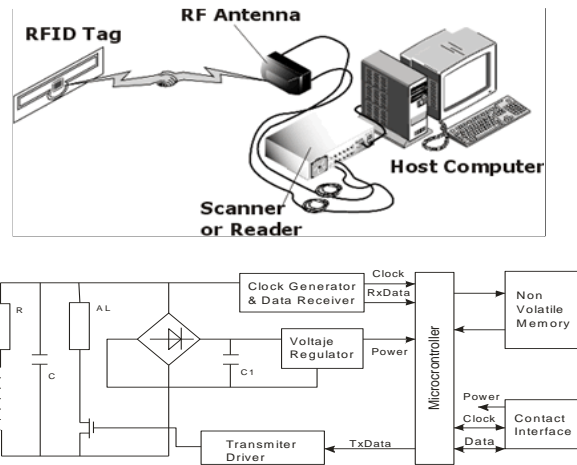 RF Antenna
RFID Tag
Host Computer
Scanner
or Reader
Clock Generator
& Data Receiver
Clock
RxData
Non
Volatile
Memory
R
AL
C
C1
Voltaje
Regulator
Power
Microrcontroller
Power
Clock
Data
Contact
Interface
Transmiter
Driver
TxData